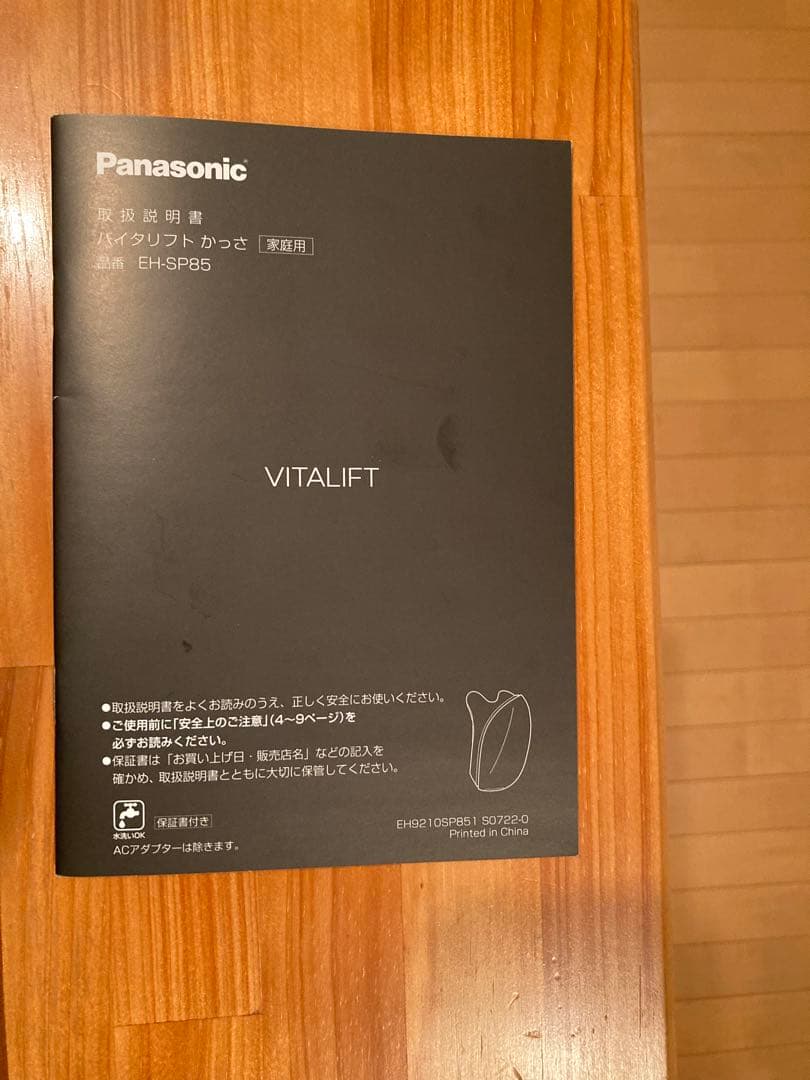 Panasonic
取扱説明書
バイタリフト かっさ 家庭用
品番 EH-SP85
VITALIFT
●取扱説明書をよくお読みのうえ、正しく安全にお使いください。
●ご使用前に「安全上のご注意」(4～9ページ)を
必ずお読みください。
●保証書は「お買い上げ日・販売店名」などの記入を
確かめ、取扱説明書とともに大切に保管してください。
水洗いOK
保証書付き
ACアダプターは除きます。
EH9210SP851 S0722-0
Printed in China